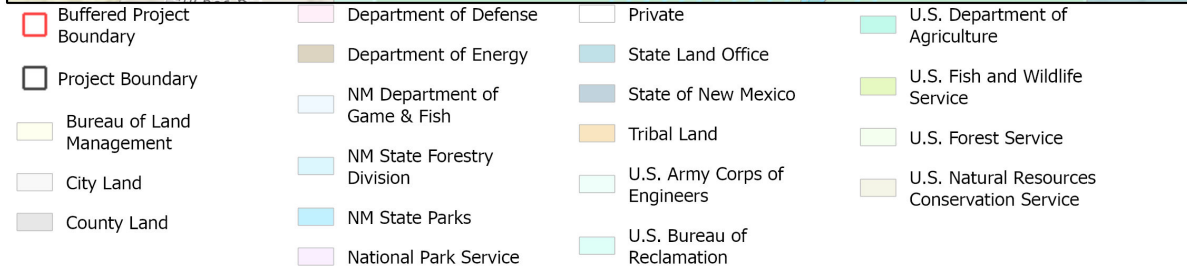 Buffered Project
Boundary
Project Boundary
Bureau of Land
Management
City Land
County Land
Department of Defense
Department of Energy
NM Department of
Game & Fish
NM State Forestry
Division
NM State Parks
National Park Service
Private
State Land Office
State of New Mexico
Tribal Land
U.S. Army Corps of
Engineers
U.S. Bureau of
Reclamation
U.S. Department of
Agriculture
U.S. Fish and Wildlife
Service
U.S. Forest Service
U.S. Natural Resources
Conservation Service